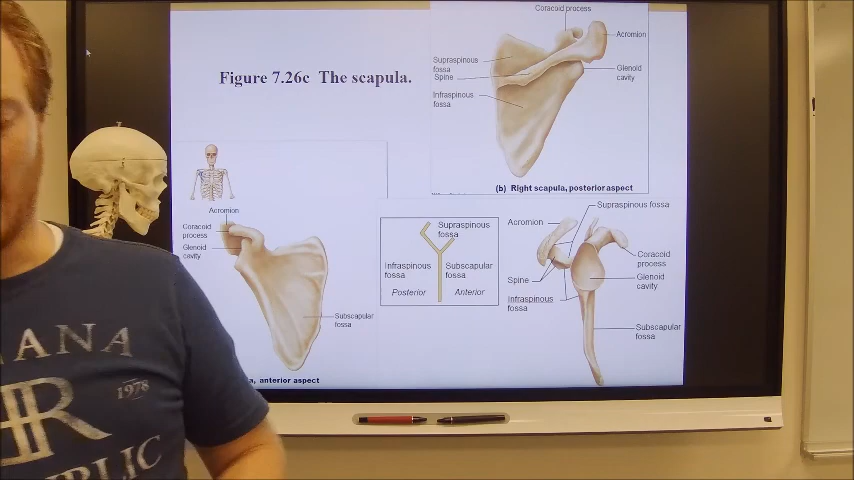 Figure 7.26c The scapula.
Coracoid process
Acromion
Supraspinous
fossa
Spine
Glenoid
cavity
Infraspinous
fossa
(b) Right scapula, posterior aspect
Acromion
Coracoid
process
Glenoid
cavity
Subscapular
fossa
, anterior aspect
Supraspinous
fossa
Infraspinous
fossa
Subscapular
fossa
Posterior
Anterior
Supraspinous fossa
Acromion
Coracoid
process
Glenoid
cavity
Spine
Infraspinous
fossa
Subscapular
fossa
ANA
1978
R